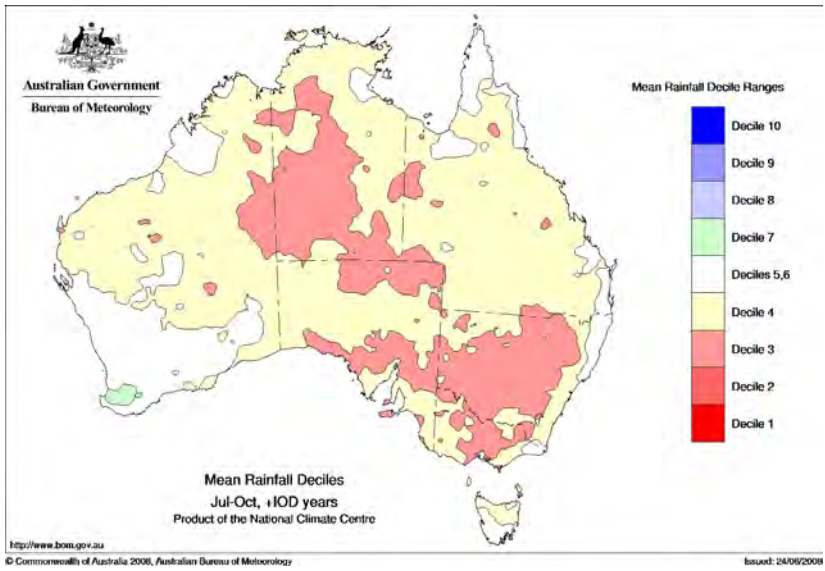 Australian Government
Bureau of Meteorology
Mean Rainfall Decile Ranges
Decile 10
Decile 9
Decile 8
Decile 7
Deciles 5,6
Decile 4
Decile 3
Decile 2
Decile 1
Mean Rainfall Deciles
Jul-Oct, +IOD years
Product of the National Climate Centre
http://www.bom.gov.au
© Commonwealth of Australia 2008, Australian Bureau of Meteorology
Issued: 24/06/2008